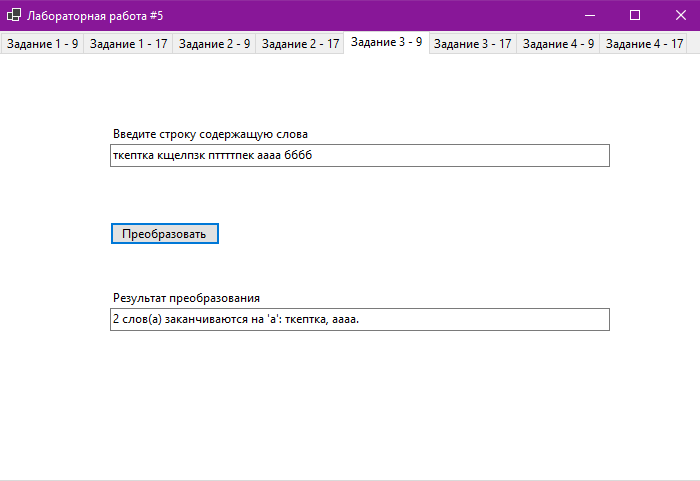 Лабораторная работа #5
Задание 1 - 9 Задание 1 - 17 Задание 2 - 9 Задание 2 - 17 Задание 3 - 9 Задание 3 - 17 Задание 4 - 9 Задание 4 - 17
Введите строку содержащую слова
ткептка кщелпзк пттттпек аааа бббб
Преобразовать
Результат преобразования
2 слов(а) заканчиваются на 'а': ткептка, аааа.